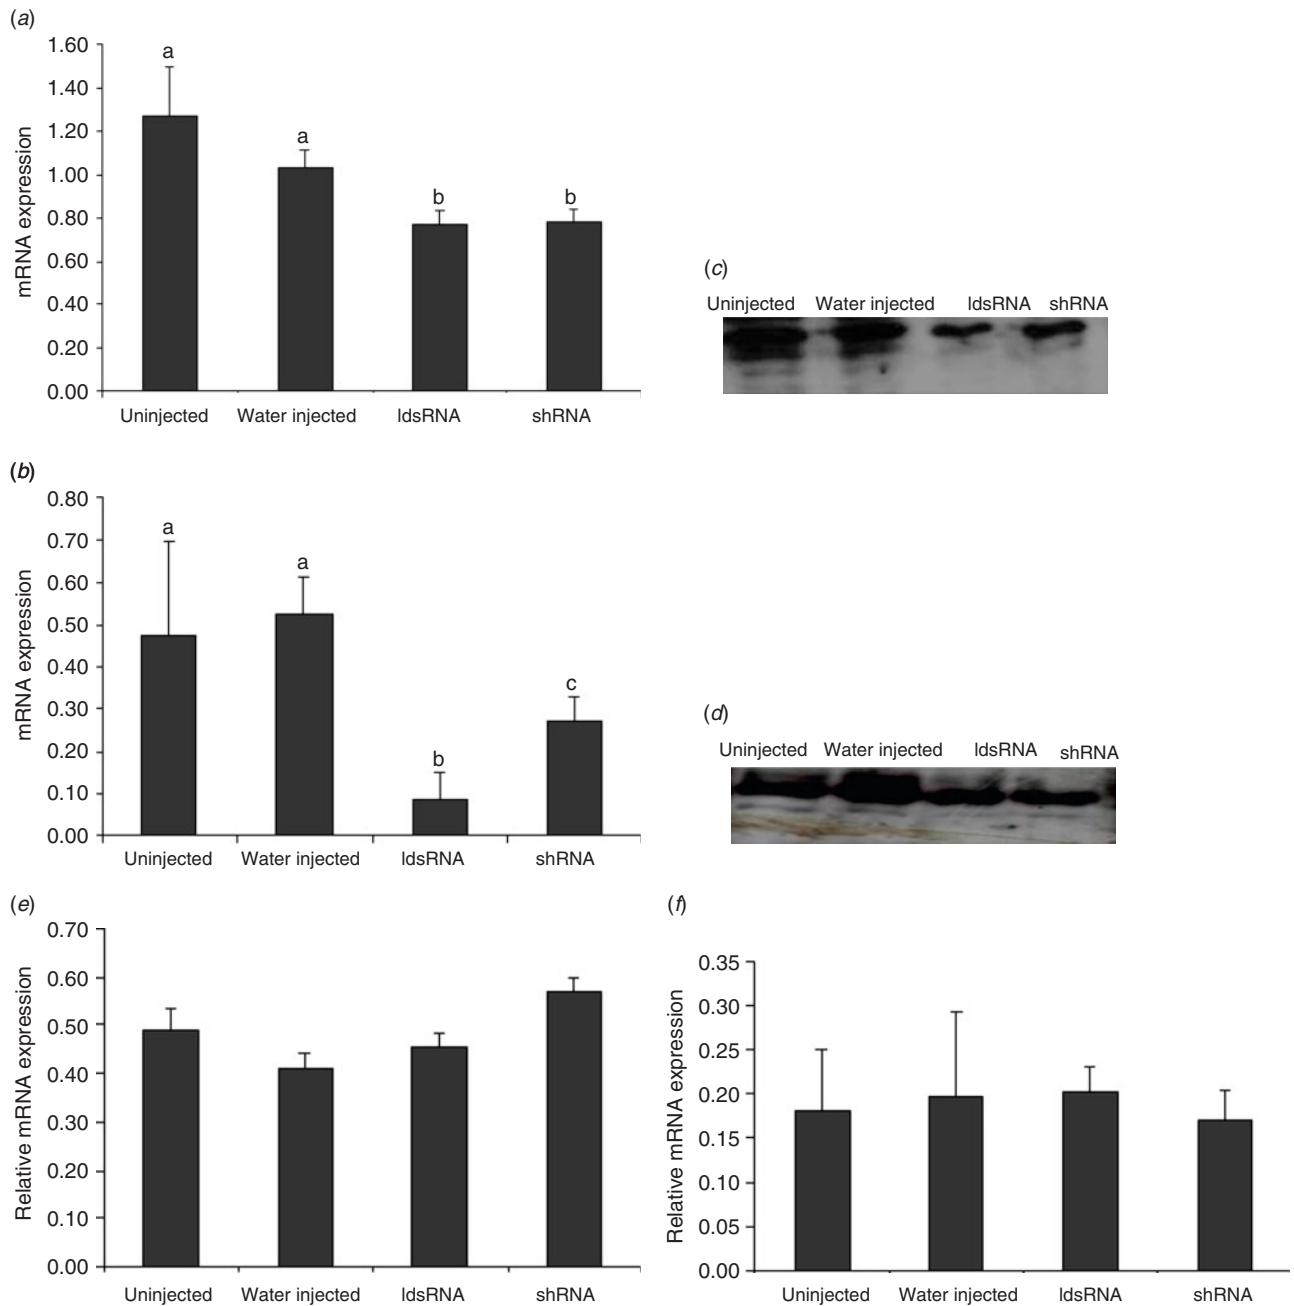 (a)
mRNA expression
1.60
1.40
1.20
1.00
0.80
0.60
0.40
0.20
0.00
a
a
b
b
Uninjected Water injected ldsRNA shRNA
(c)
Uninjected Water injected ldsRNA shRNA
(b)
mRNA expression
0.80
0.70
0.60
0.50
0.40
0.30
0.20
0.10
0.00
a
a
b
c
Uninjected Water injected ldsRNA shRNA
(d)
Uninjected Water injected ldsRNA shRNA
(e)
Relative mRNA expression
0.70
0.60
0.50
0.40
0.30
0.20
0.10
0.00
Uninjected Water injected ldsRNA shRNA
(f)
Relative mRNA expression
0.35
0.30
0.25
0.20
0.15
0.10
0.05
0.00
Uninjected Water injected ldsRNA shRNA